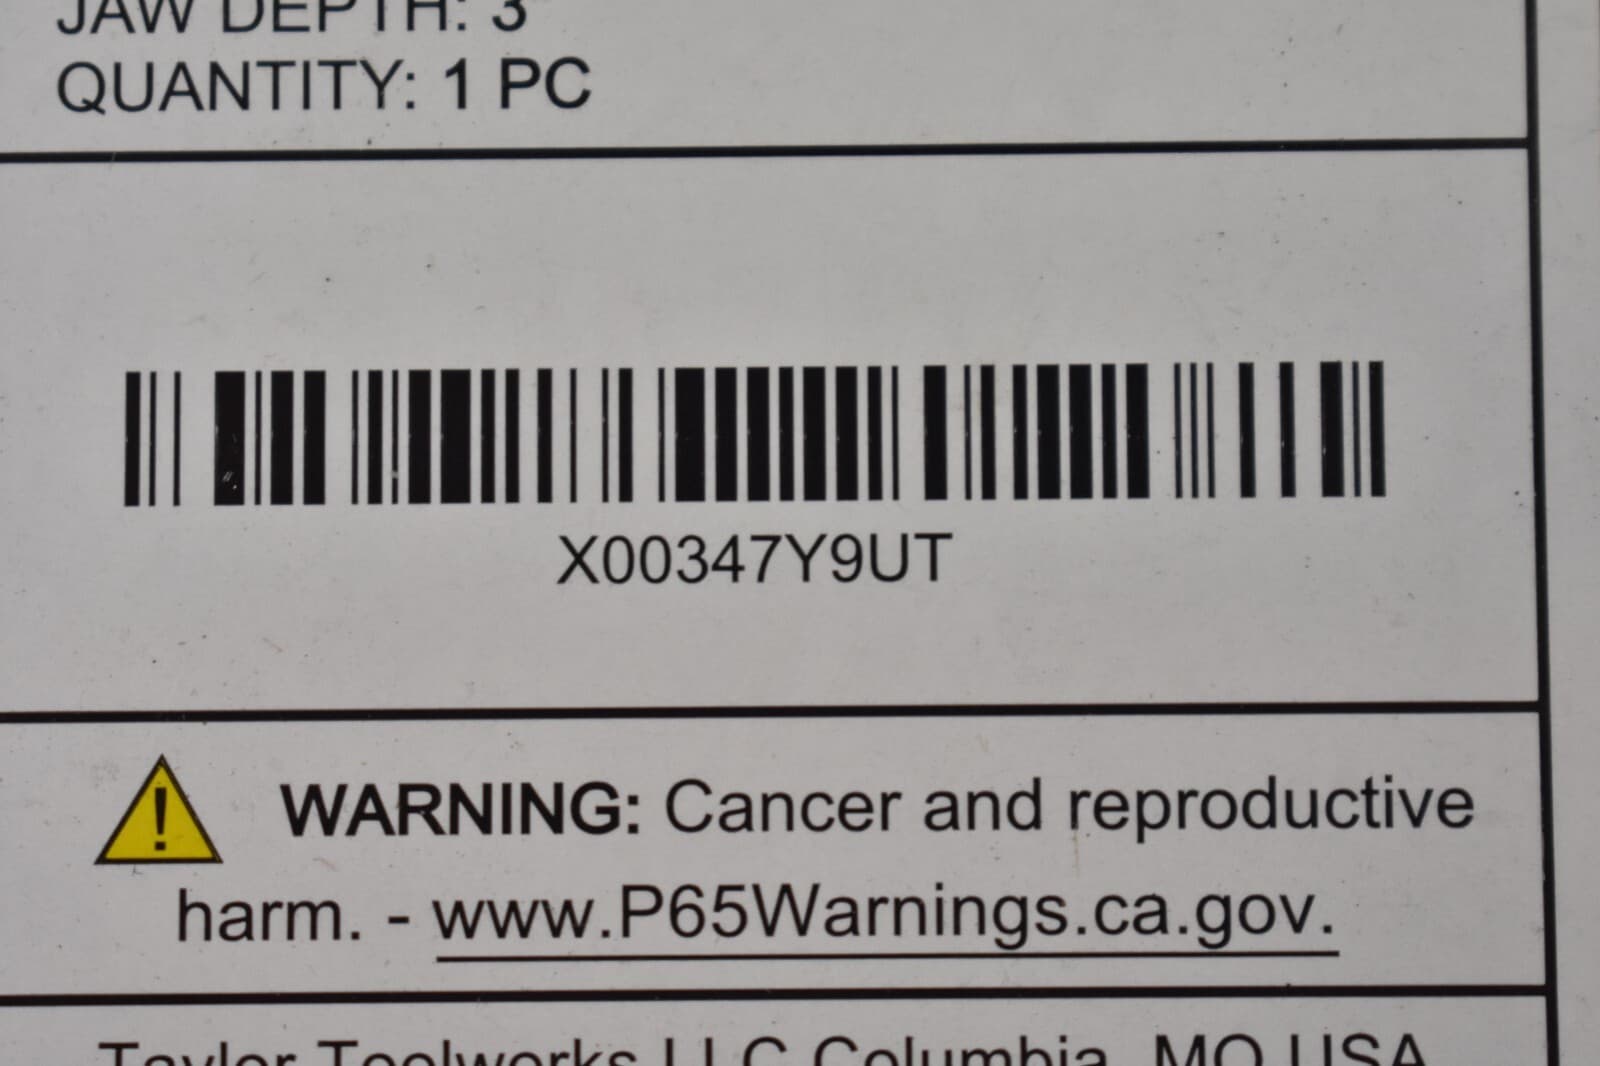 JAW DEPTH: 3"
QUANTITY: 1 PC
X00347Y9UT
WARNING: Cancer and reproductive
harm. - www.P65Warnings.ca.gov.
Taylor Toolworks LLC Columbia, MO USA